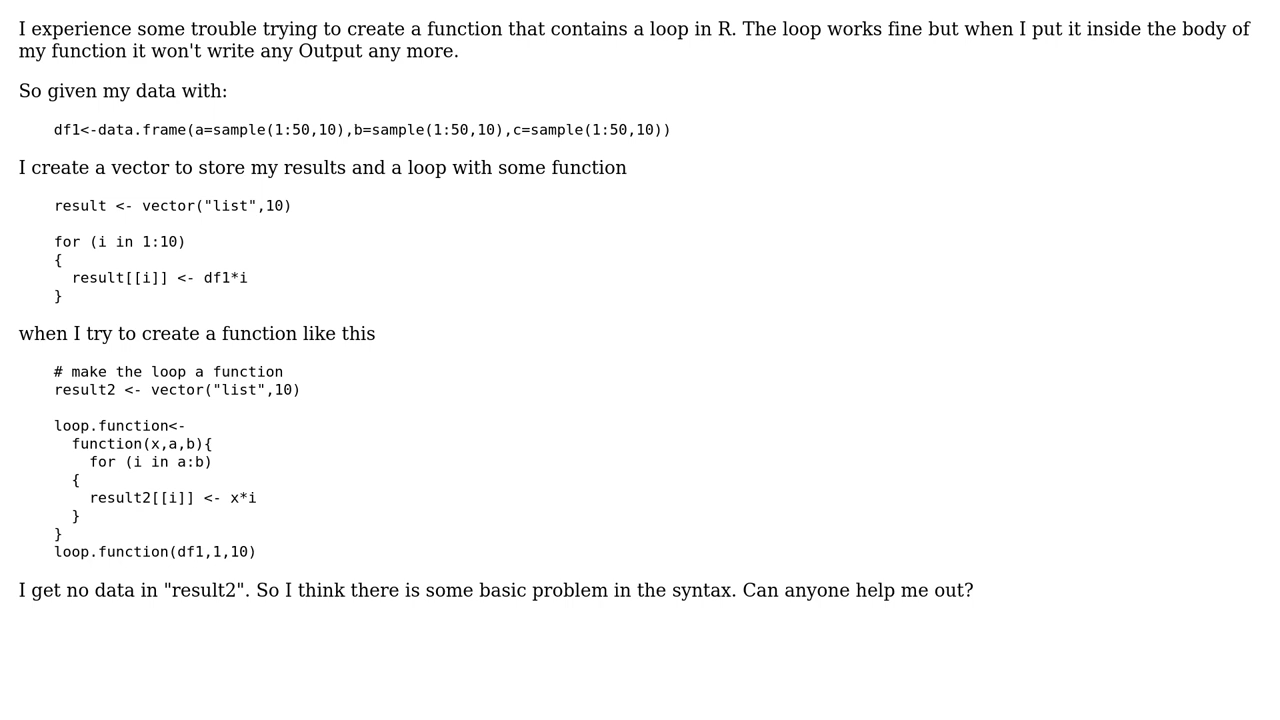 I experience some trouble trying to create a function that contains a loop in R. The loop works fine but when I put it inside the body of
my function it won't write any Output any more.
So given my data with:
df1<-data.frame(a=sample(1:50,10),b=sample(1:50,10),c=sample(1:50,10))
I create a vector to store my results and a loop with some function
result <- vector("list",10)
for (i in 1:10)
{
  result[[i]] <- df1*i
}
when I try to create a function like this
# make the loop a function
result2 <- vector("list",10)
loop.function<-
  function(x,a,b){
    for (i in a:b)
  {
    result2[[i]] <- x*i
  }
}
loop.function(df1,1,10)
I get no data in "result2". So I think there is some basic problem in the syntax. Can anyone help me out?